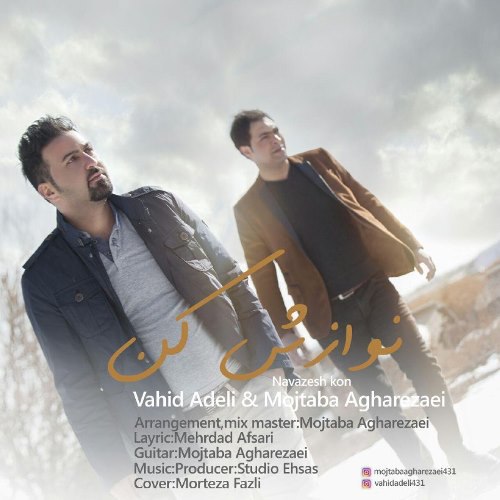 نوازش کن
Navazesh kon
Vahid Adeli & Mojtaba Agharezaei
Arrangement,mix master:Mojtaba Agharezaei
Layric:Mehrdad Afsari
Guitar:Mojtaba Agharezaei
Music:Producer:Studio Ehsas
Cover:Morteza Fazli
mojtabaagharezaei431
vahidadeli431